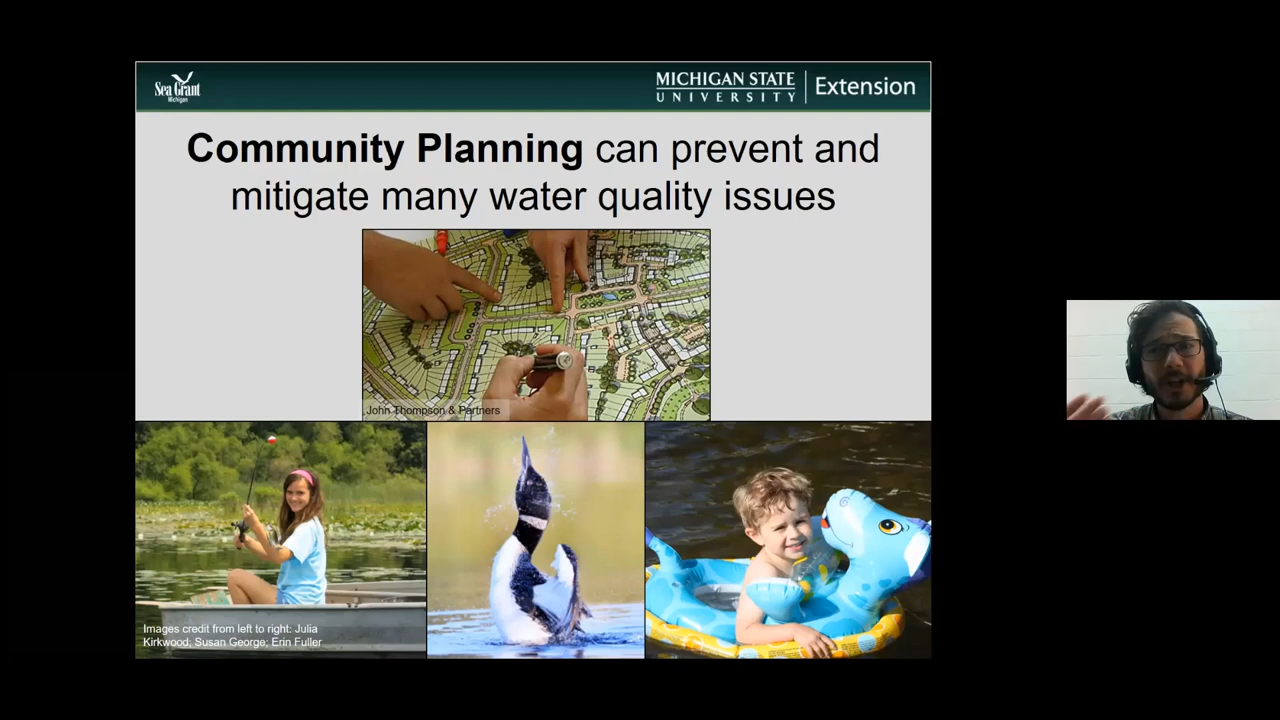 Sea Grant
Michigan
MICHIGAN STATE
UNIVERSITY
Extension
Community Planning can prevent and
mitigate many water quality issues
John Thompson & Partners
Images credit from left to right: Julia
Kirkwood; Susan George; Erin Fuller